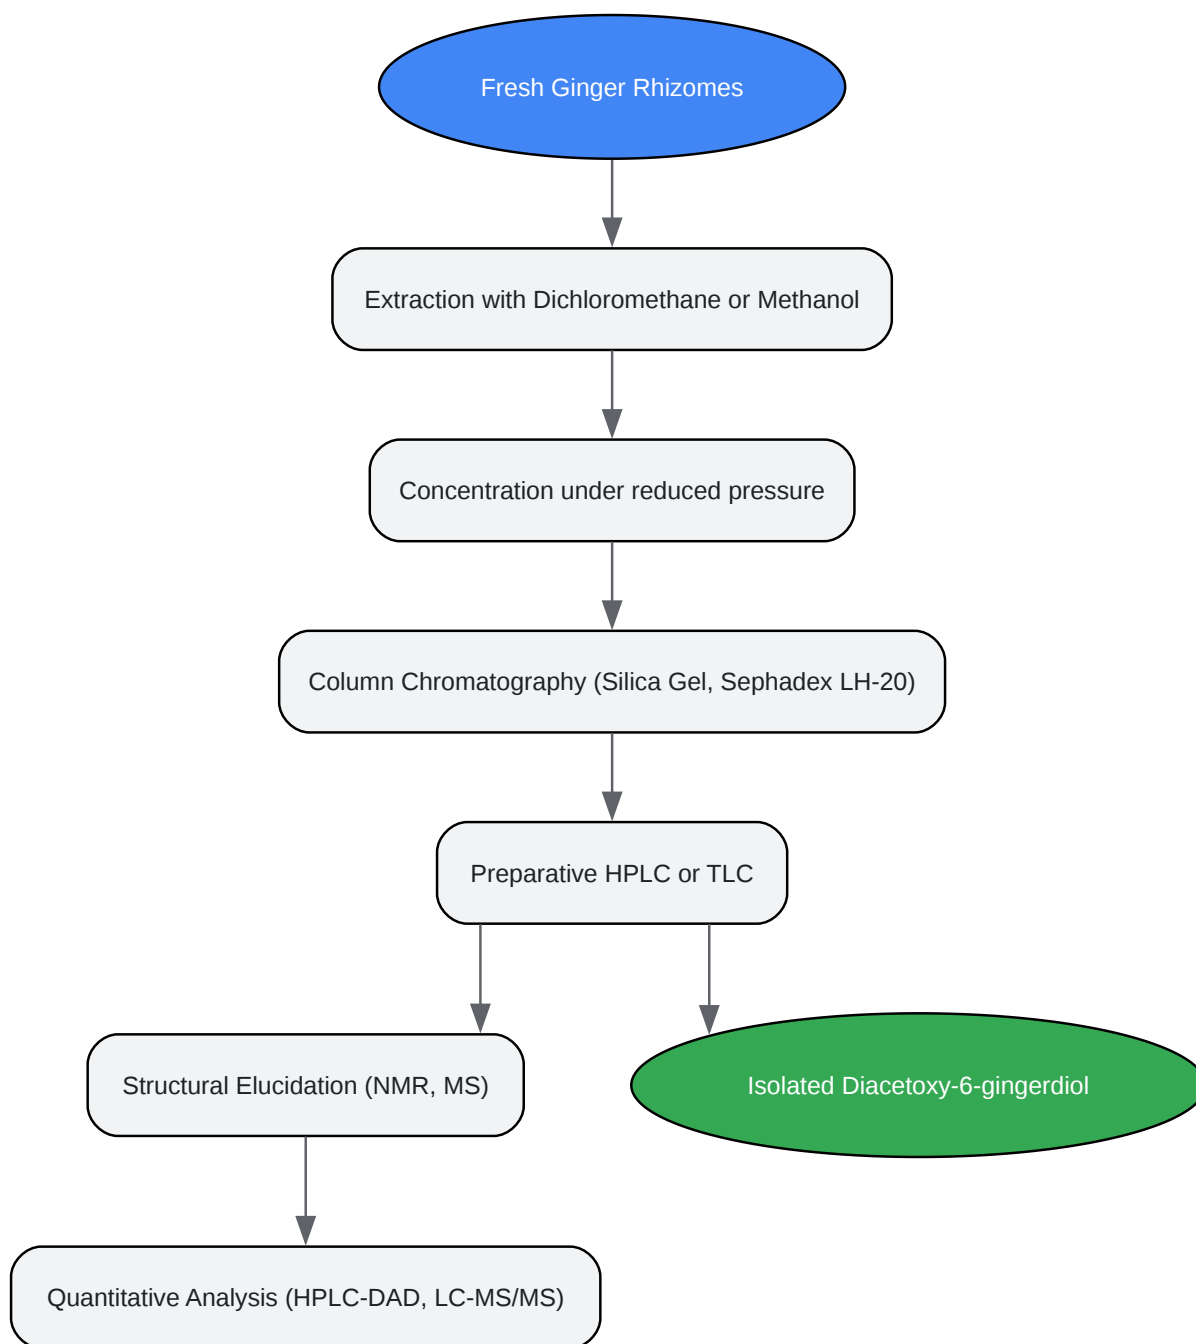 Fresh Ginger Rhizomes
Extraction with Dichloromethane or Methanol
Concentration under reduced pressure
Column Chromatography (Silica Gel, Sephadex LH-20)
Preparative HPLC or TLC
Structural Elucidation (NMR, MS)
Isolated Diacetoxy-6-gingerdiol
Quantitative Analysis (HPLC-DAD, LC-MS/MS)